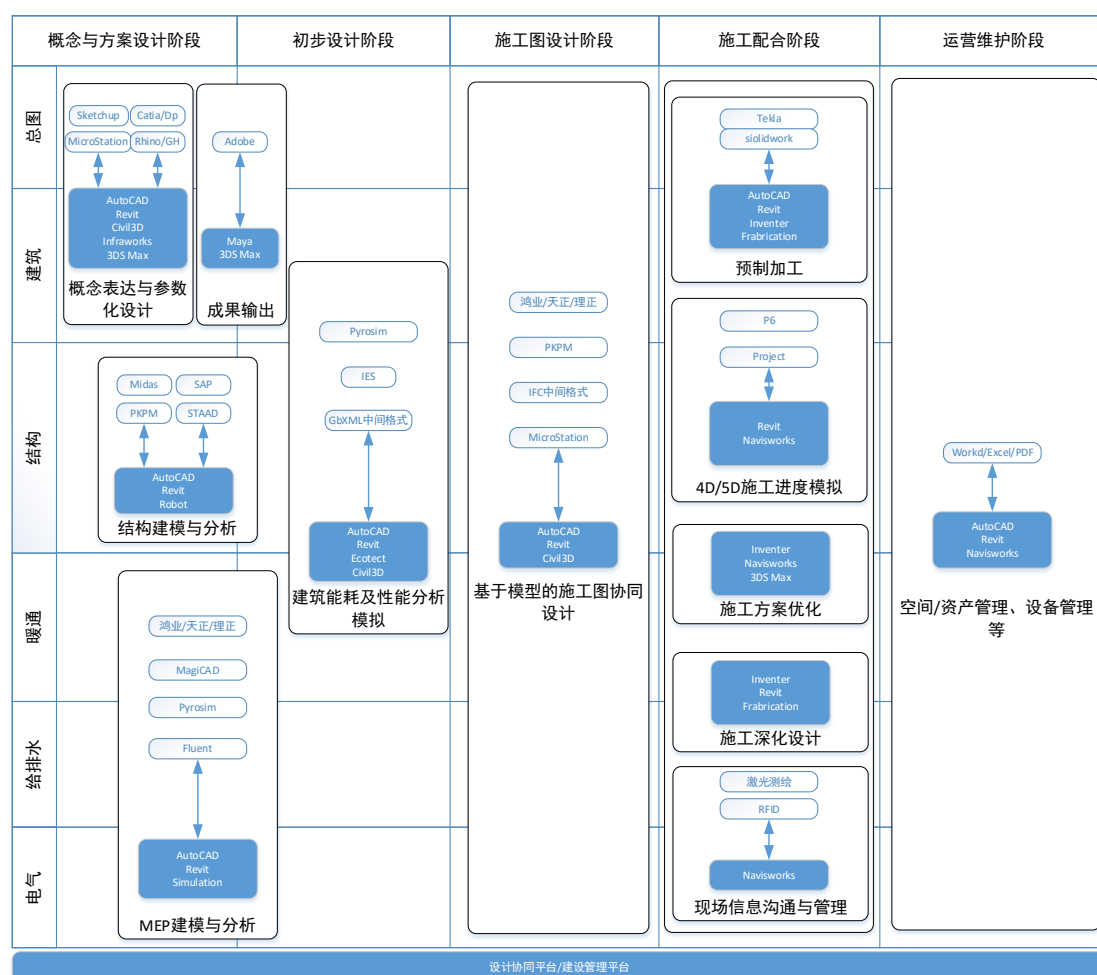 概念与方案设计阶段
初步设计阶段
施工图设计阶段
施工配合阶段
运营维护阶段
总图
建筑
结构
暖通
给排水
电气
Sketchup
Catia/Dp
MicroStation
Rhino/GH
AutoCAD
Revit
Civil3D
Infraworks
3DS Max
概念表达与参数
化设计
Adobe
Maya
3DS Max
成果输出
Midas
SAP
PKPM
STAAD
AutoCAD
Revit
Robot
结构建模与分析
鸿业/天正/理正
MagiCAD
Pyrosim
Fluent
AutoCAD
Revit
Simulation
MEP建模与分析
Pyrosim
IES
GbXML中间格式
AutoCAD
Revit
Ecotect
Civil3D
建筑能耗及性能分析
模拟
鸿业/天正/理正
PKPM
IFC中间格式
MicroStation
AutoCAD
Revit
Civil3D
基于模型的施工图协同
设计
Tekla
siolidwork
AutoCAD
Revit
Inventer
Frabrication
预制加工
P6
Project
Revit
Navisworks
4D/5D施工进度模拟
Inventer
Navisworks
3DS Max
施工方案优化
Inventer
Revit
Frabrication
施工深化设计
激光测绘
RFID
Navisworks
现场信息沟通与管理
Workd/Excel/PDF
AutoCAD
Revit
Navisworks
空间/资产管理、设备管理
等
设计协同平台/建设管理平台